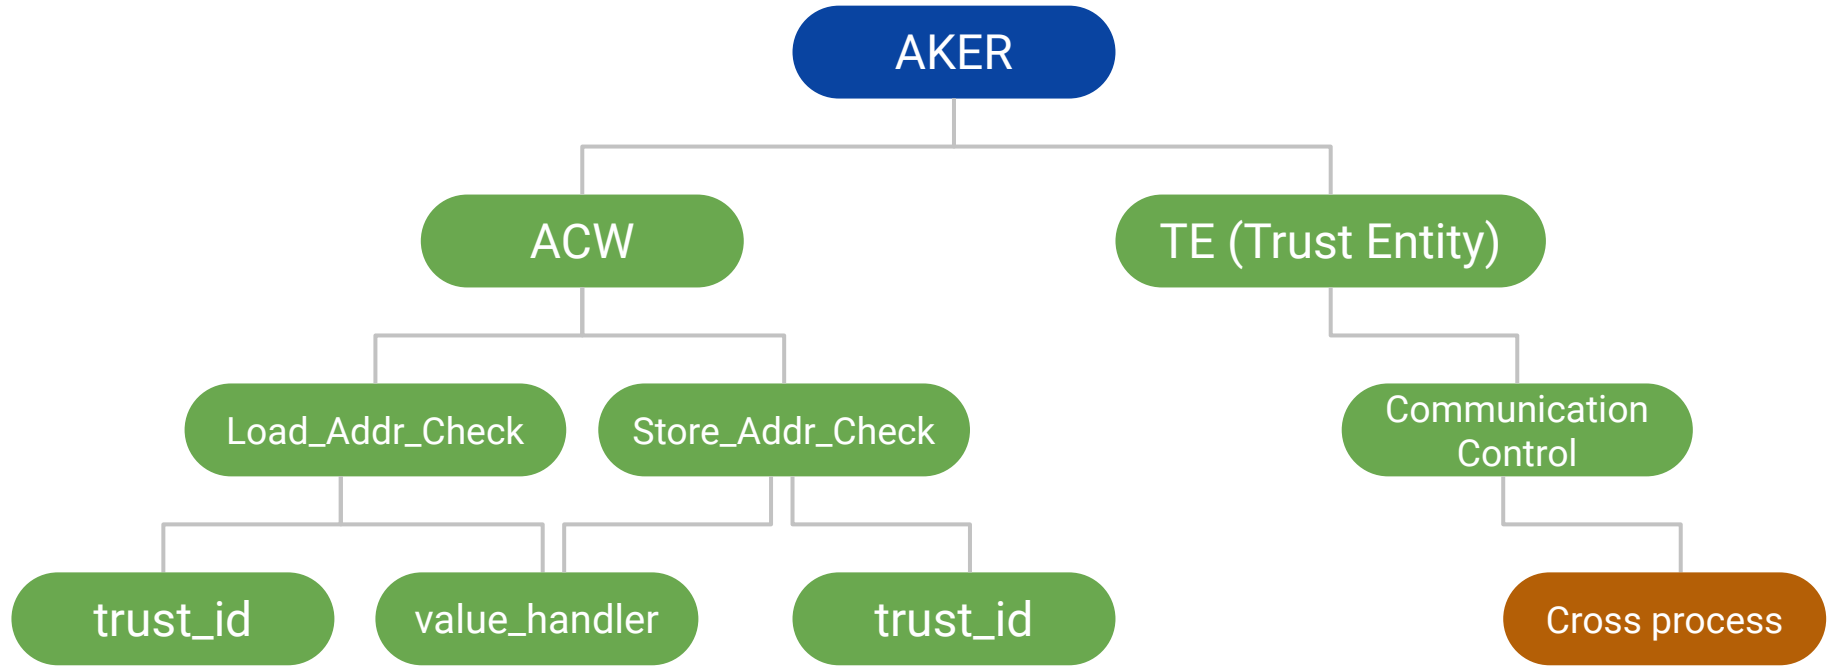 AKER
ACW
TE (Trust Entity)
Load_Addr_Check
Store_Addr_Check
Communication
Control
trust_id
value_handler
trust_id
Cross process